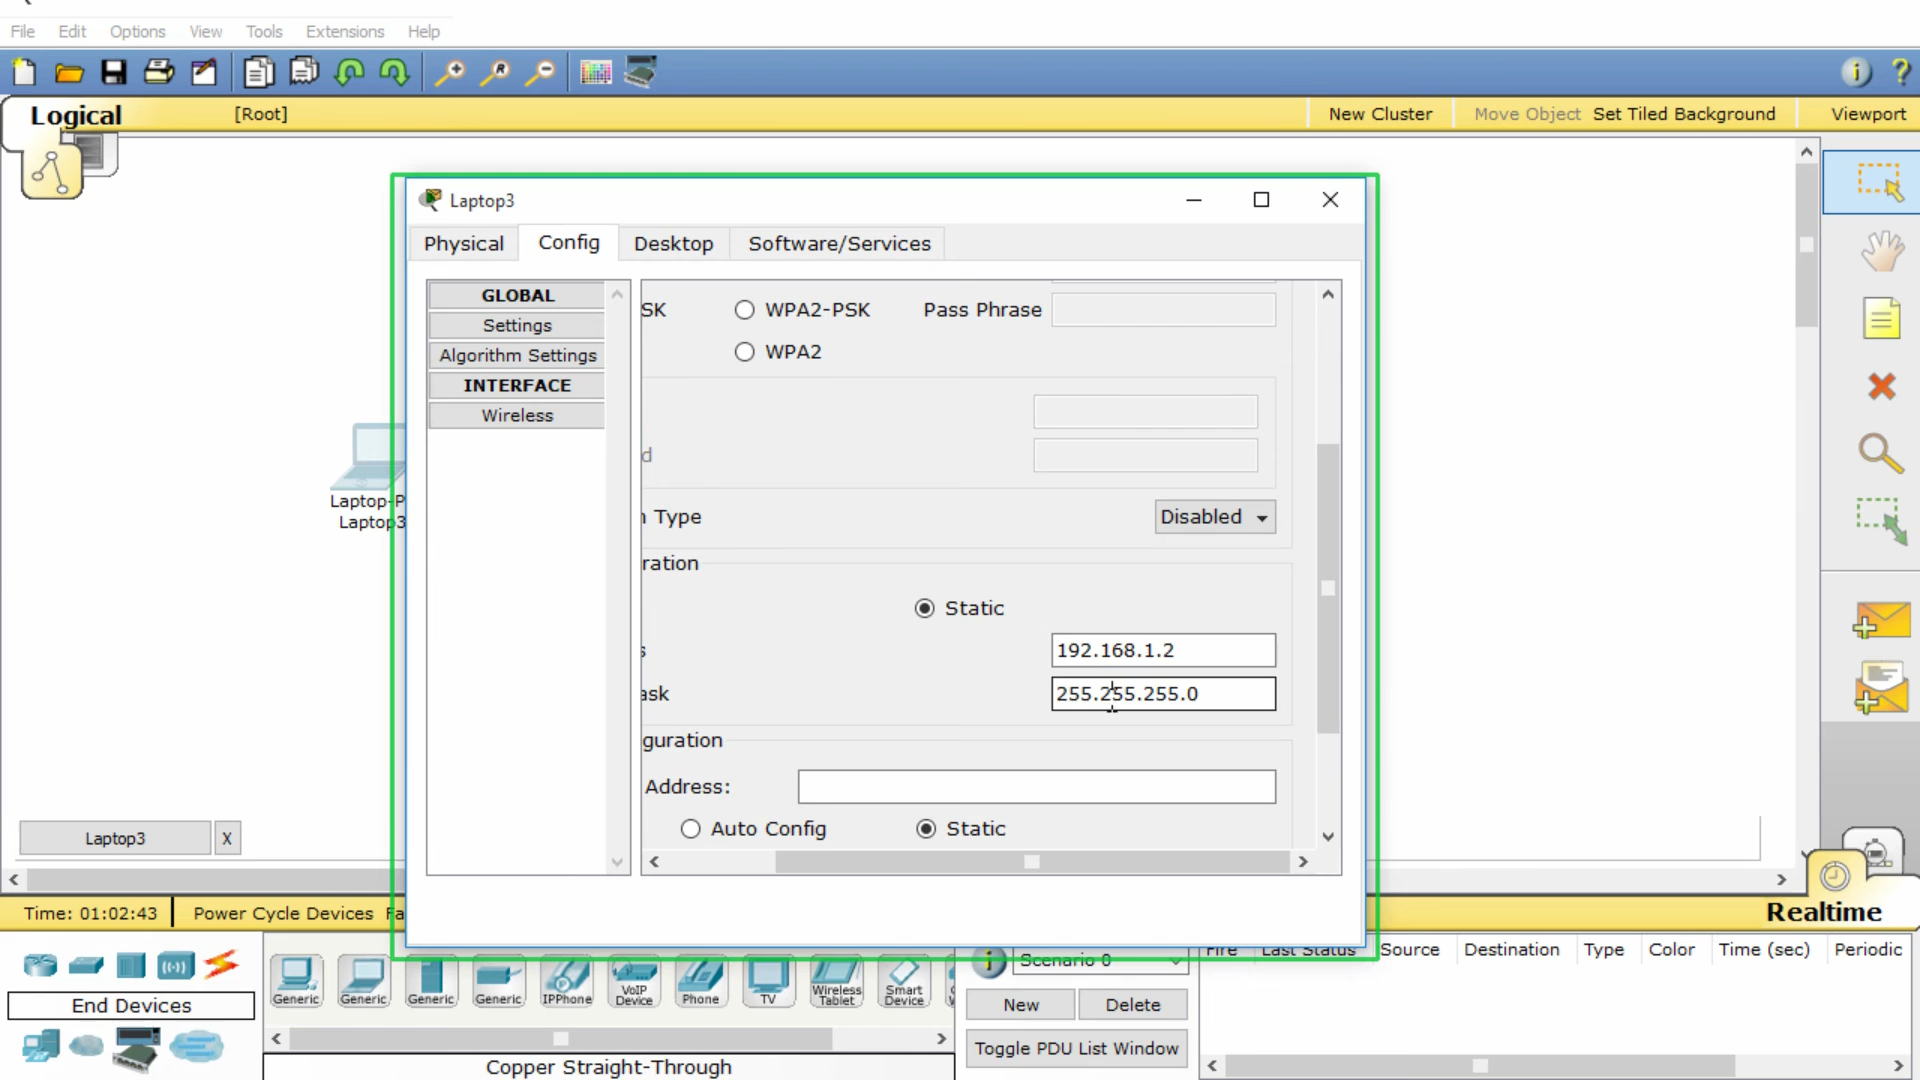 File Edit Options View Tools Extensions Help
Logical [Root] New Cluster Move Object Set Tiled Background Viewport
Laptop3
Physical Config Desktop Software/Services
GLOBAL
Settings
Algorithm Settings
INTERFACE
Wireless
SK WPA2-PSK Pass Phrase
WPA2
d
Type Disabled
ration
Static
s 192.168.1.2
ask 255.255.255.0
guration
Address:
Auto Config Static
Laptop-P
Laptop3
Laptop3 X
Time: 01:02:43 Power Cycle Devices Fa
Realtime
End Devices
Generic Generic Generic Generic IPPhone VoIP Device Phone TV Wireless Tablet Smart Device
Copper Straight-Through
Scenario 0
New Delete
Toggle PDU List Window
Fire Last Status Source Destination Type Color Time (sec) Periodic